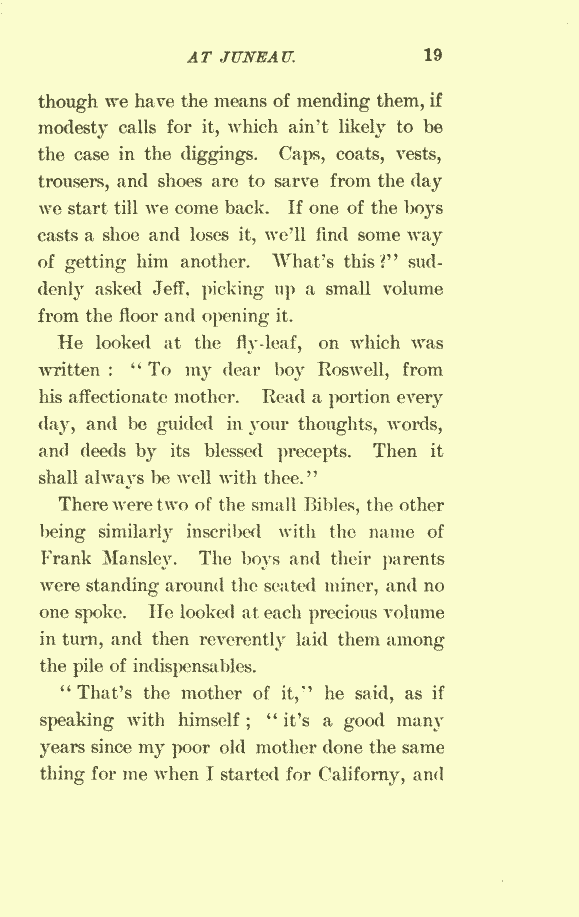 AT JUNEAU. 19
though we have the means of mending them, if
modesty calls for it, which ain't likely to be
the case in the diggings. Caps, coats, vests,
trousers, and shoes are to sarve from the day
we start till we come back. If one of the boys
casts a shoe and loses it, we'll find some way
of getting him another. What's this?" sud-
denly asked Jeff, picking up a small volume
from the floor and opening it.
He looked at the fly-leaf, on which was
written : "To my dear boy Roswell, from
his affectionate mother. Read a portion every
day, and be guided in your thoughts, words,
and deeds by its blessed precepts. Then it
shall always be well with thee."
There were two of the small Bibles, the other
being similarly inscribed with the name of
Frank Mansley. The boys and their parents
were standing around the seated miner, and no
one spoke. He looked at each precious volume
in turn, and then reverently laid them among
the pile of indispensables.
"That's the mother of it," he said, as if
speaking with himself ; "it's a good many
years since my poor old mother done the same
thing for me when I started for Californy, and